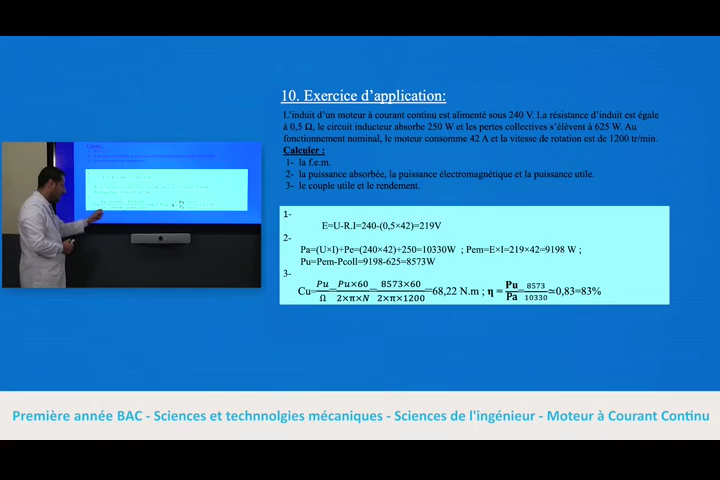 10. Exercice d'application:
L'induit d'un moteur à courant continu est alimenté sous 240 V. La résistance d'induit est égale
à 0,5 Ω, le circuit inducteur absorbe 250 W et les pertes collectives s'élèvent à 625 W. Au
fonctionnement nominal, le moteur consomme 42 A et la vitesse de rotation est de 1200 tr/min.
Calculer :
1- la f.e.m.
2- la puissance absorbée, la puissance électromagnétique et la puissance utile.
3- le couple utile et le rendement.
1-
E=U-R.I=240-(0,5×42)=219V
2-
Pa=(U×I)+Pe=(240×42)+250=10330W ; Pem=E×I=219×42=9198 W ;
Pu=Pem-Pcoll=9198-625=8573W
3-
Cu=Pu/Ω=Pu×60/2×π×N=8573×60/2×π×1200=68,22 N.m ; η = Pu/Pa=8573/10330≃0,83=83%
Première année BAC - Sciences et technnolgies mécaniques - Sciences de l'ingénieur - Moteur à Courant Continu